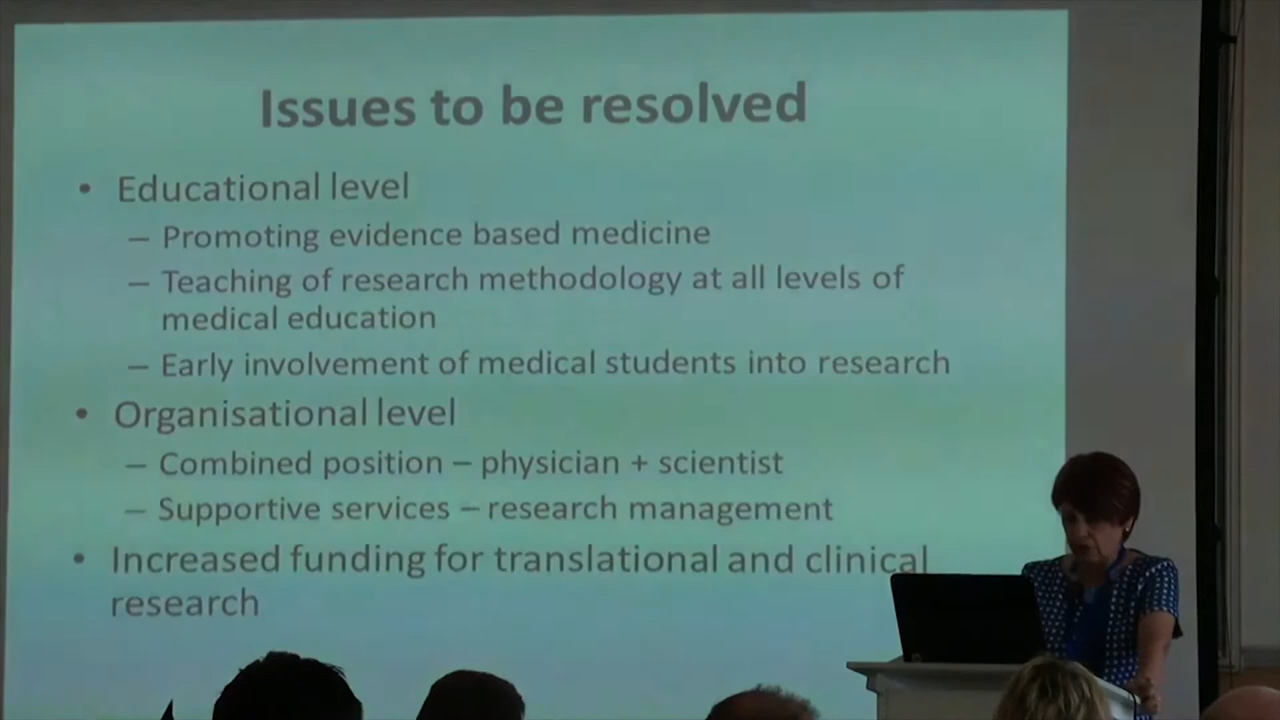 Issues to be resolved
• Educational level
– Promoting evidence based medicine
– Teaching of research methodology at all levels of
medical education
– Early involvement of medical students into research
• Organisational level
– Combined position – physician + scientist
– Supportive services – research management
• Increased funding for translational and clinical
research